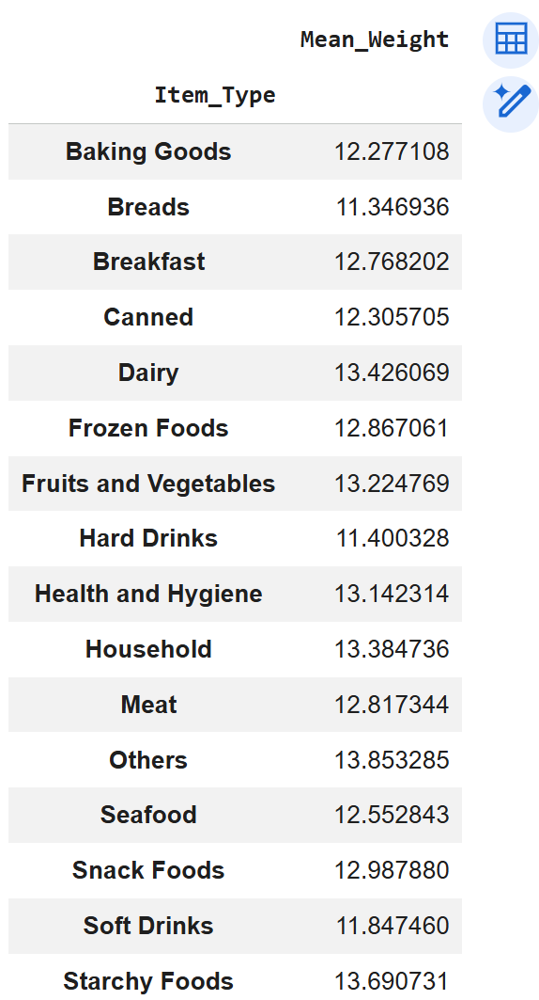 Mean_Weight
Item_Type
Baking Goods 12.277108
Breads 11.346936
Breakfast 12.768202
Canned 12.305705
Dairy 13.426069
Frozen Foods 12.867061
Fruits and Vegetables 13.224769
Hard Drinks 11.400328
Health and Hygiene 13.142314
Household 13.384736
Meat 12.817344
Others 13.853285
Seafood 12.552843
Snack Foods 12.987880
Soft Drinks 11.847460
Starchy Foods 13.690731